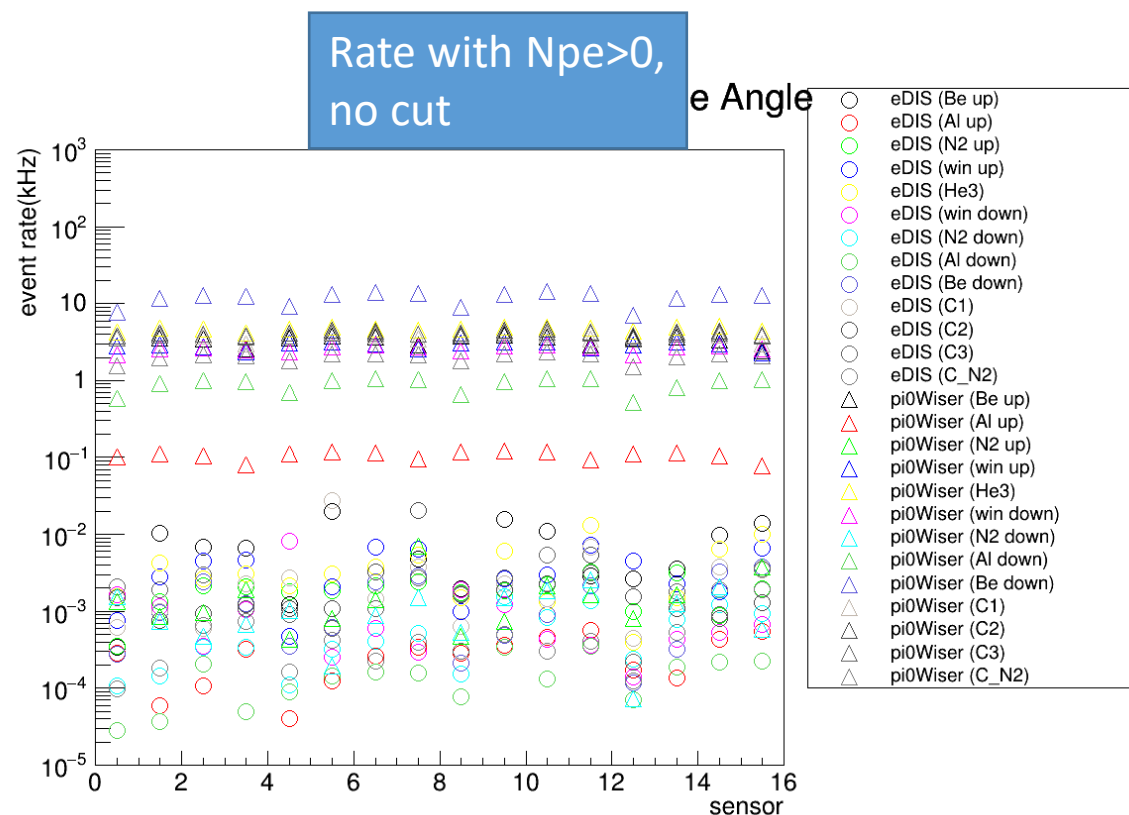 Rate with Npe>0,
no cut
e Angle
event rate(kHz)
10³
10²
10
1
10⁻¹
10⁻²
10⁻³
10⁻⁴
10⁻⁵
0 2 4 6 8 10 12 14 16
sensor
eDIS (Be up)
eDIS (Al up)
eDIS (N2 up)
eDIS (win up)
eDIS (He3)
eDIS (win down)
eDIS (N2 down)
eDIS (Al down)
eDIS (Be down)
eDIS (C1)
eDIS (C2)
eDIS (C3)
eDIS (C_N2)
pi0Wiser (Be up)
pi0Wiser (Al up)
pi0Wiser (N2 up)
pi0Wiser (win up)
pi0Wiser (He3)
pi0Wiser (win down)
pi0Wiser (N2 down)
pi0Wiser (Al down)
pi0Wiser (Be down)
pi0Wiser (C1)
pi0Wiser (C2)
pi0Wiser (C3)
pi0Wiser (C_N2)